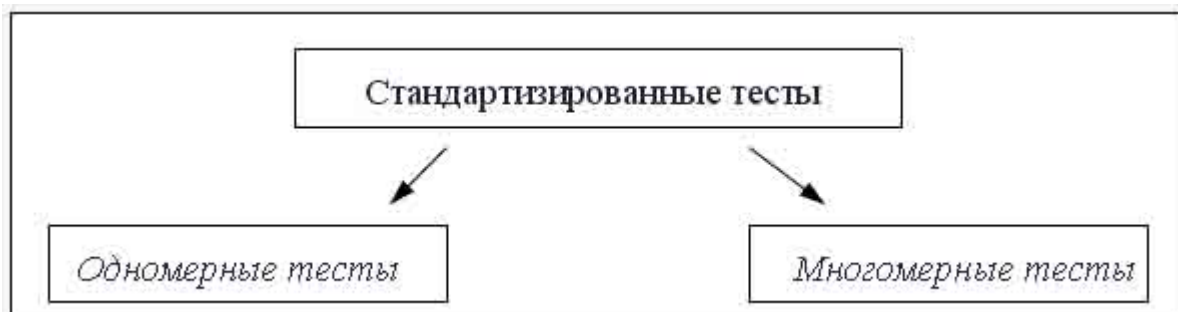 Стандартизированные тесты
Одномерные тесты
Многомерные тесты